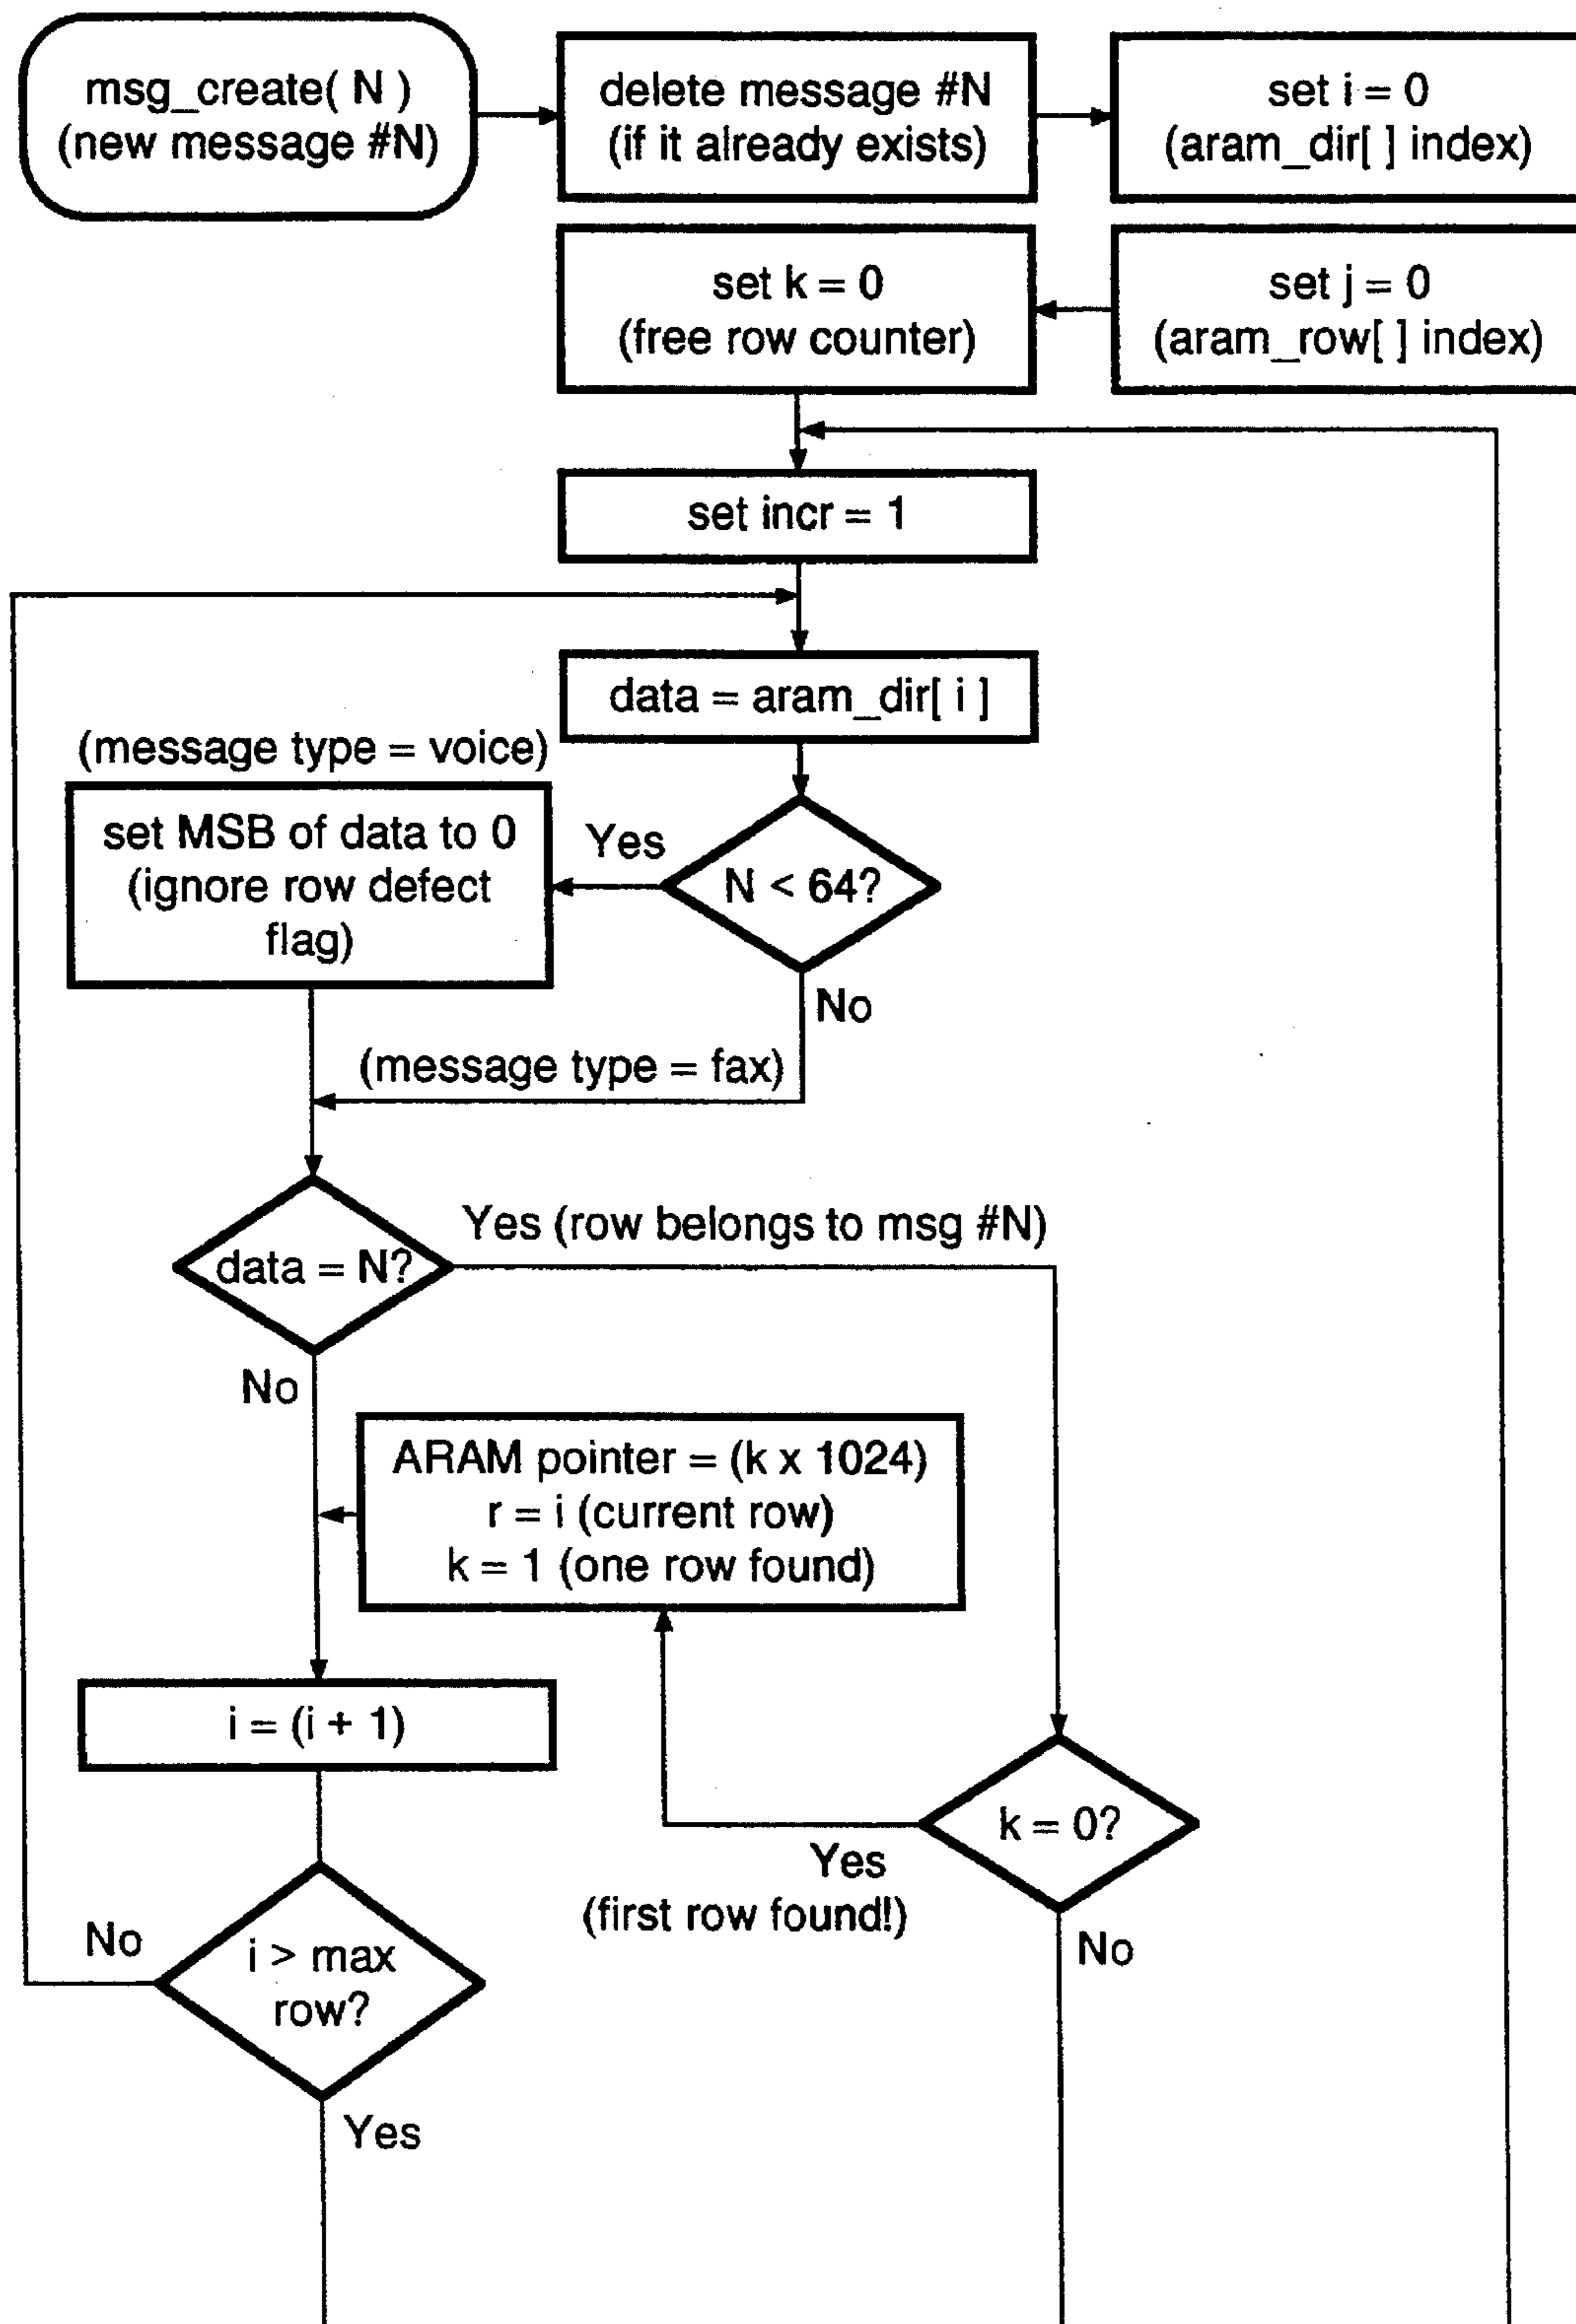 msg_create( N )
(new message #N)
delete message #N
(if it already exists)
set i = 0
(aram_dir[ ] index)
set k = 0
(free row counter)
set j = 0
(aram_row[ ] index)
set incr = 1
data = aram_dir[ i ]
(message type = voice)
set MSB of data to 0
(ignore row defect
flag)
Yes
N < 64?
No
(message type = fax)
data = N?
Yes (row belongs to msg #N)
No
ARAM pointer = (k x 1024)
r = i (current row)
k = 1 (one row found)
i = (i + 1)
k = 0?
Yes
(first row found!)
No
No
i > max
row?
Yes